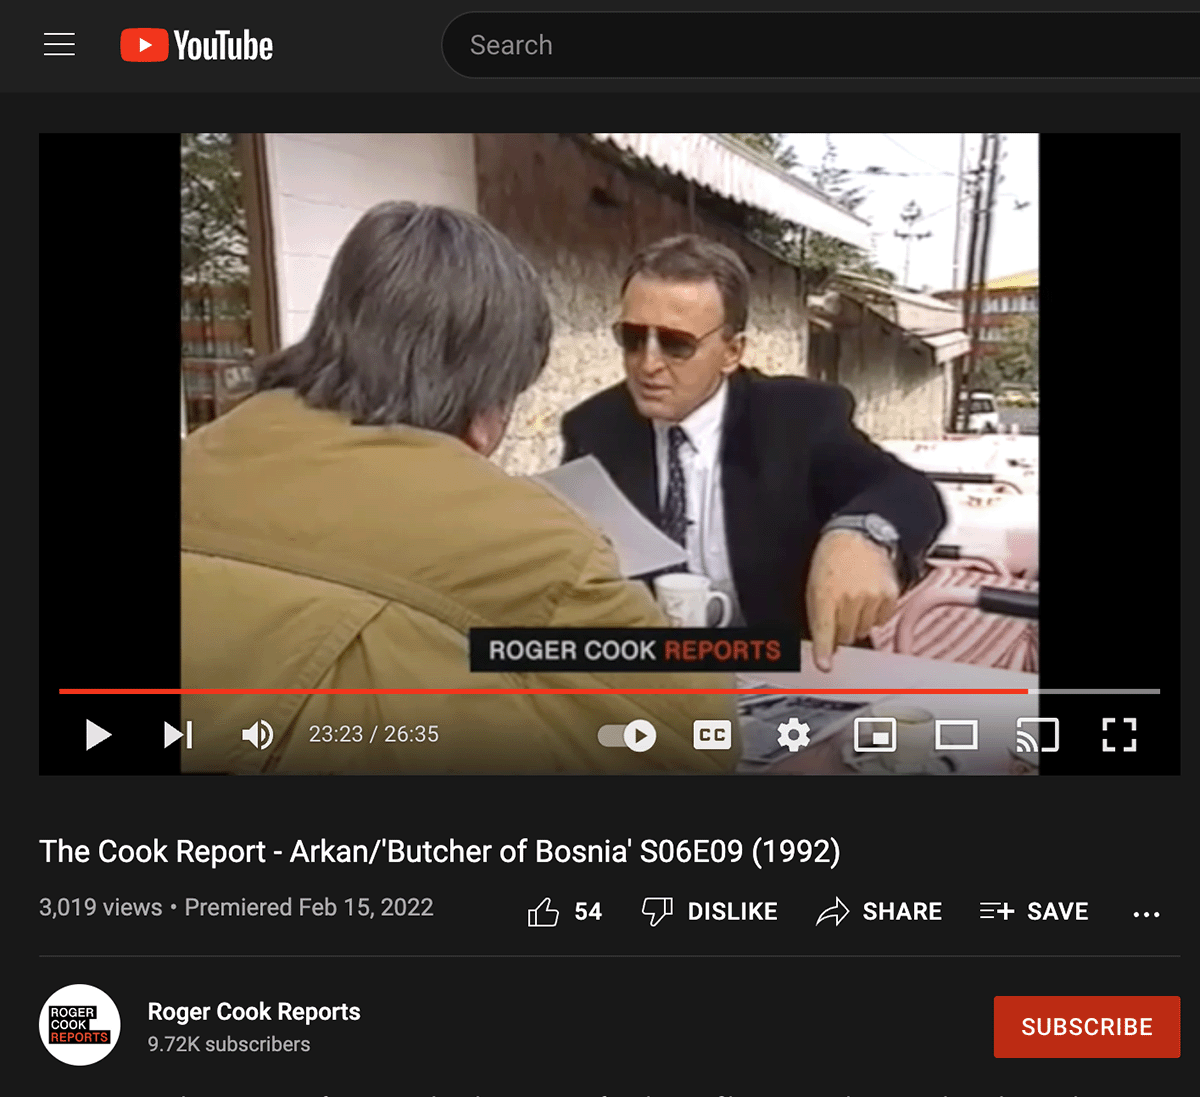 YouTube
Search
ROGER COOK REPORTS
23:23 / 26:35
CC
The Cook Report - Arkan/'Butcher of Bosnia' S06E09 (1992)
3,019 views • Premiered Feb 15, 2022
54
DISLIKE
SHARE
SAVE
ROGER
COOK
REPORTS
Roger Cook Reports
9.72K subscribers
SUBSCRIBE